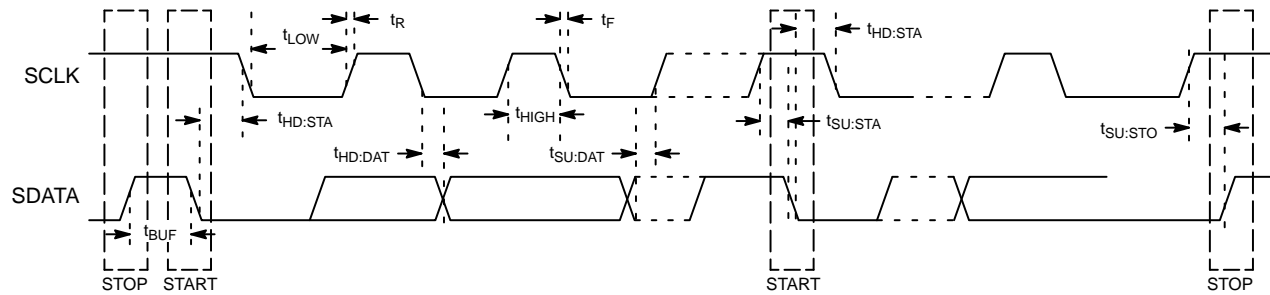 tR
tF
tLOW
tHD:STA
SCLK
tHD:STA
tHIGH
tSU:STA
tSU:STO
tHD:DAT
tSU:DAT
SDATA
tBUF
STOP
START
START
STOP